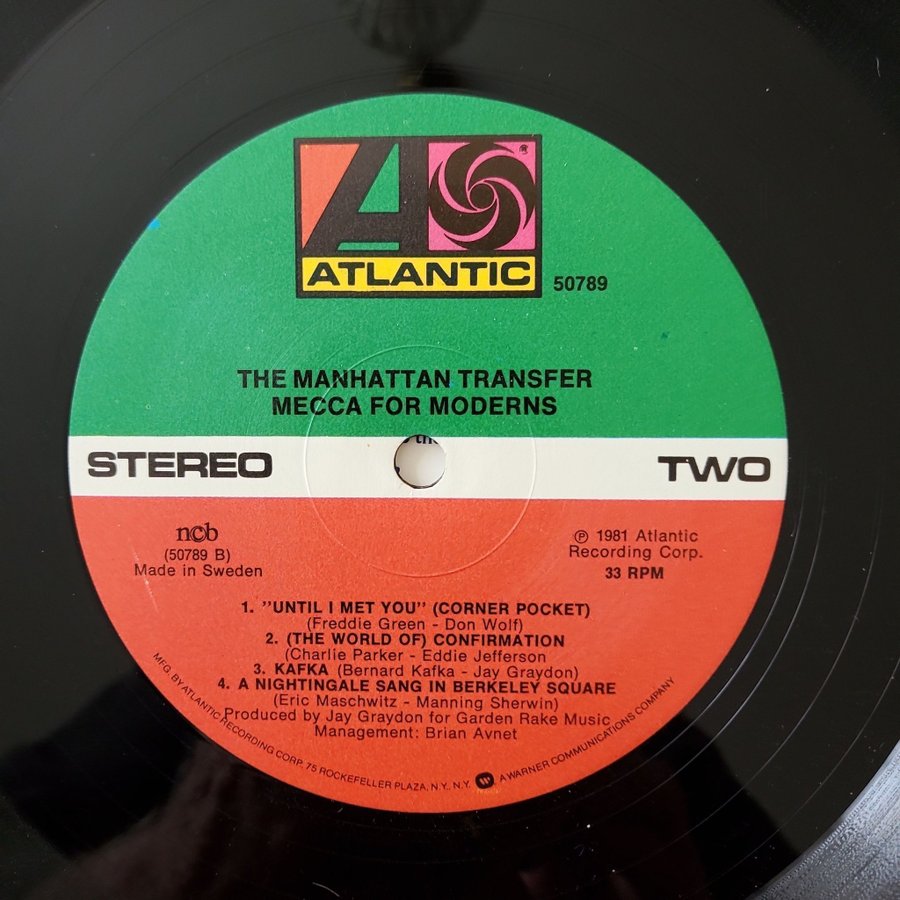 ATLANTIC
50789
THE MANHATTAN TRANSFER
MECCA FOR MODERNS
STEREO
TWO
ncb
(50789 B)
Made in Sweden
℗ 1981 Atlantic
Recording Corp.
33 RPM
1. "UNTIL I MET YOU" (CORNER POCKET)
(Freddie Green - Don Wolf)
2. (THE WORLD OF) CONFIRMATION
(Charlie Parker - Eddie Jefferson
3. KAFKA (Bernard Kafka - Jay Graydon)
4. A NIGHTINGALE SANG IN BERKELEY SQUARE
(Eric Maschwitz - Manning Sherwin)
Produced by Jay Graydon for Garden Rake Music
Management: Brian Avnet
MFG. BY ATLANTIC RECORDING CORP. 75 ROCKEFELLER PLAZA, N.Y., N.Y. A WARNER COMMUNICATIONS COMPANY